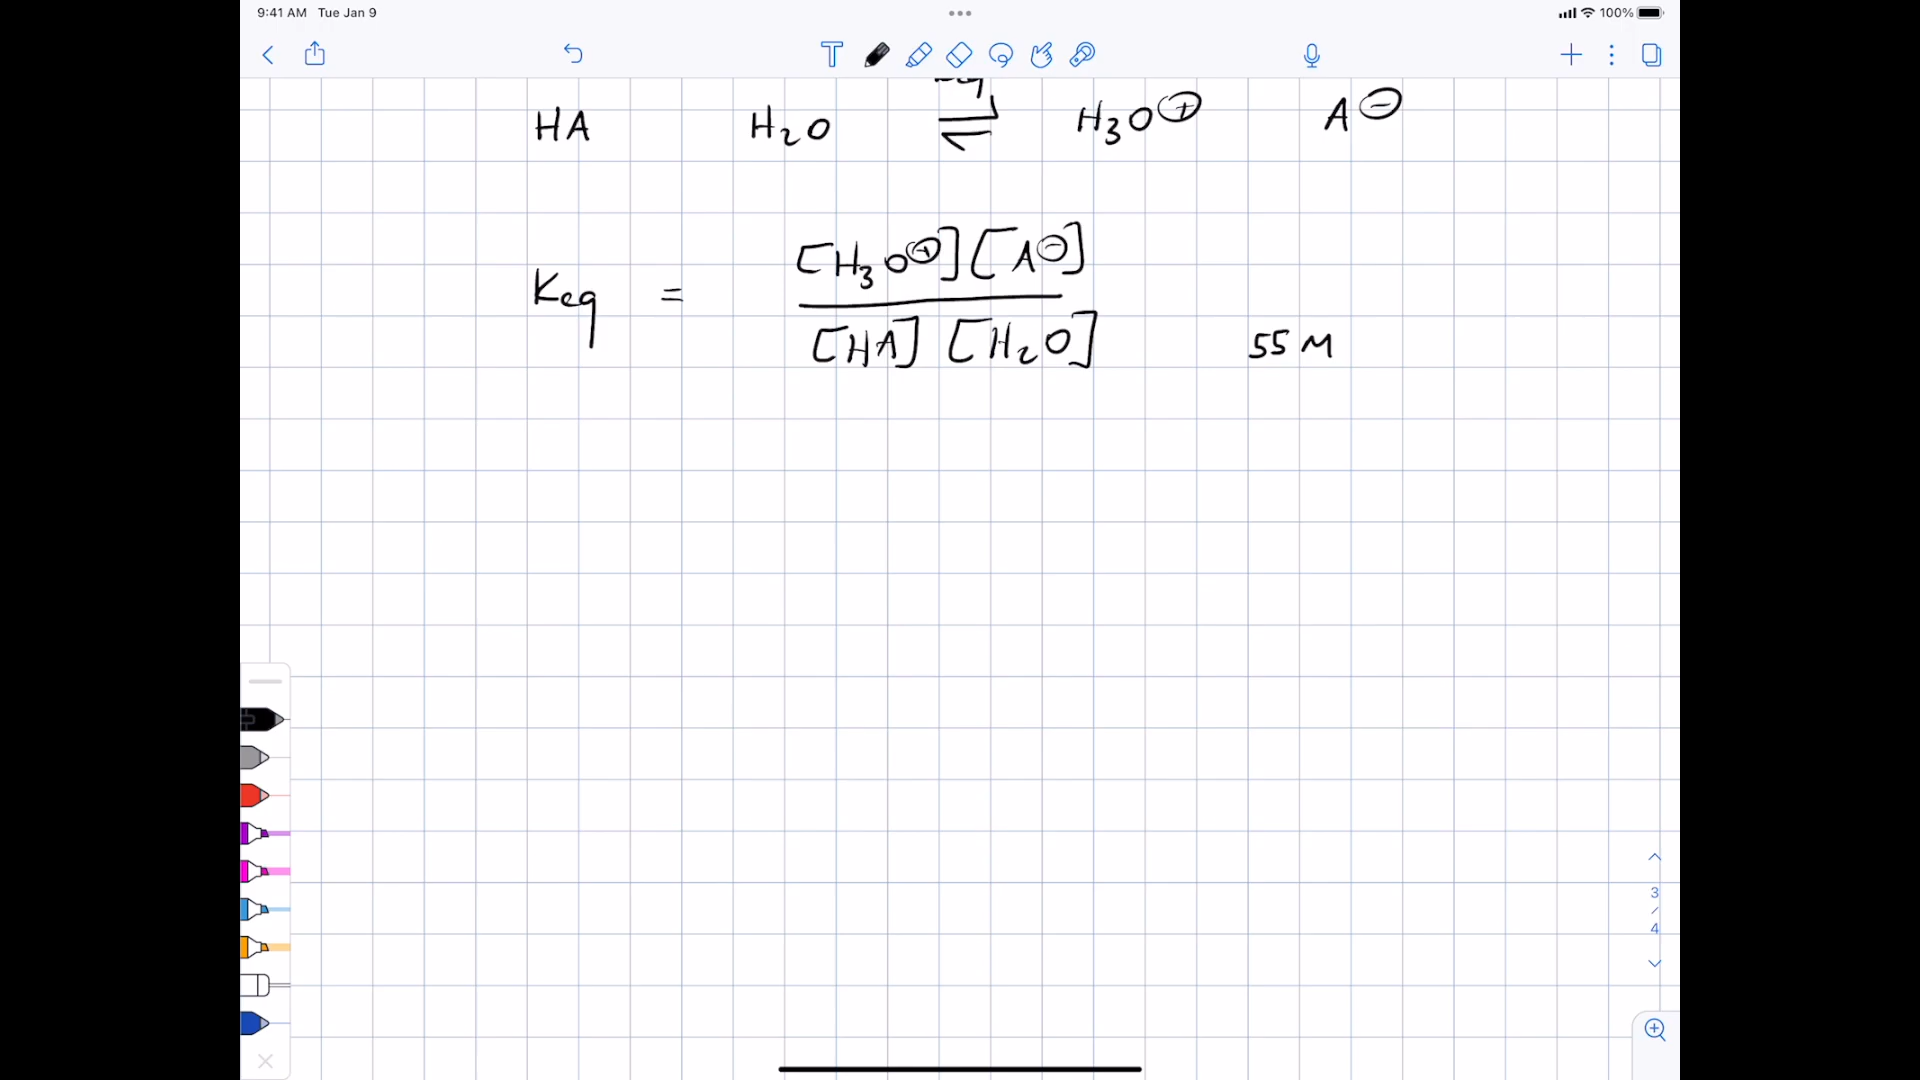 9:41 AM Tue Jan 9
100%
T
HA H₂O ⇌ H₃O⊕ A⊖
[H₃O⊕][A⊖]
Keq = ―
[HA] [H₂O] 55 M
3
/
4